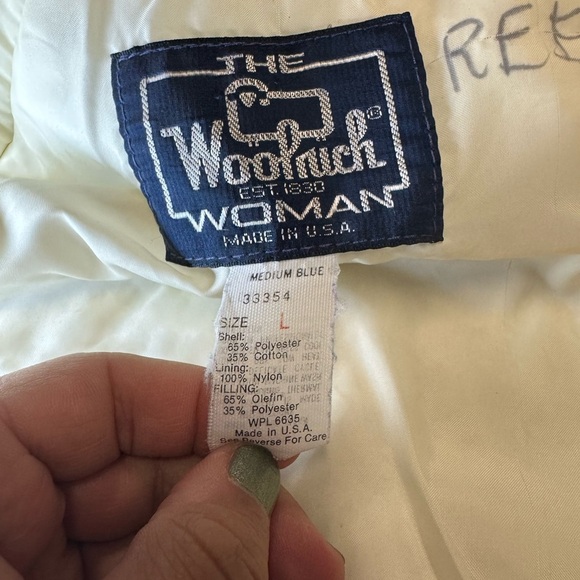 THE
Woolrich®
EST. 1830
WOMAN
MADE IN U.S.A.
MEDIUM BLUE
33354
SIZE L
Shell:
65% Polyester
35% Cotton
Lining:
100% Nylon
FILLING:
65% Olefin
35% Polyester
WPL 6635
Made in U.S.A.
See Reverse For Care